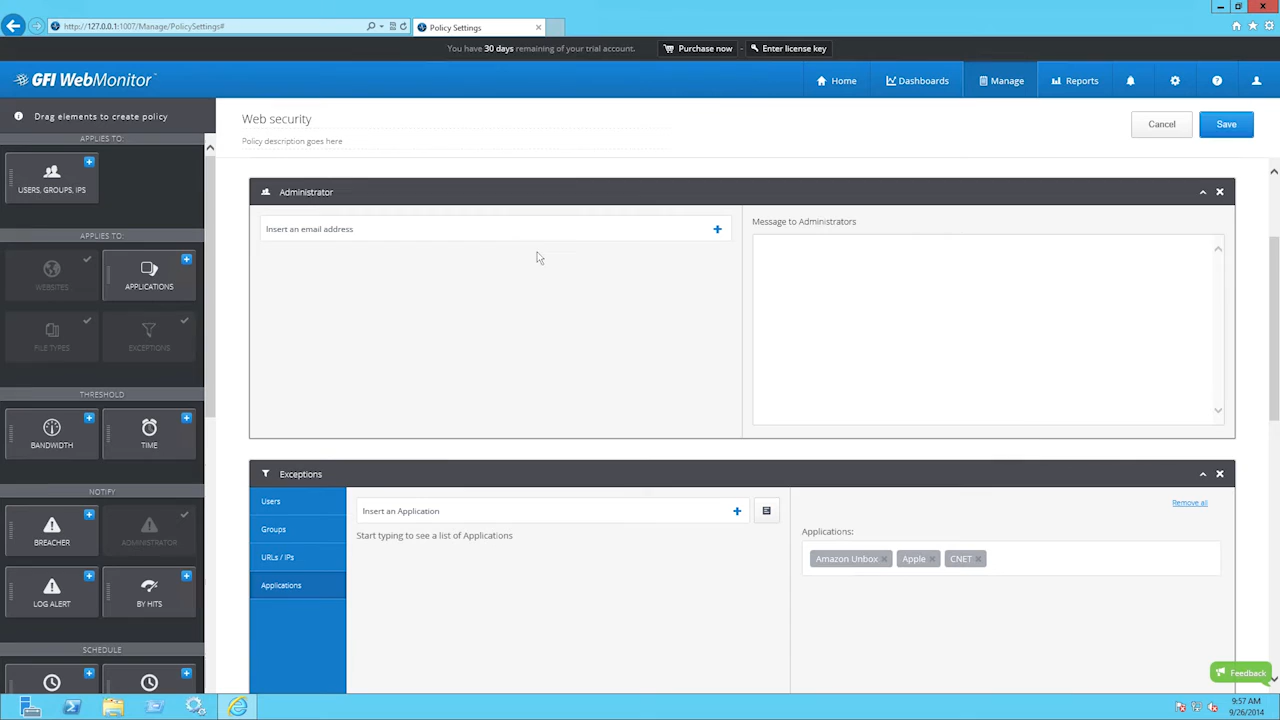 http://127.0.0.1:1007/Manage/PolicySettings#
Policy Settings
You have 30 days remaining of your trial account.
Purchase now
-
Enter license key
GFI WebMonitor™
Home
Dashboards
Manage
Reports
Drag elements to create policy
APPLIES TO:
USERS, GROUPS, IPS
APPLIES TO:
WEBSITES
APPLICATIONS
FILE TYPES
EXCEPTIONS
THRESHOLD
BANDWIDTH
TIME
NOTIFY
BREACHER
ADMINISTRATOR
LOG ALERT
BY HITS
SCHEDULE
Web security
Policy description goes here
Cancel
Save
Administrator
Insert an email address
Message to Administrators
Exceptions
Users
Groups
URLs / IPs
Applications
Insert an Application
Start typing to see a list of Applications
Remove all
Applications:
Amazon Unbox
Apple
CNET
Feedback
9:57 AM
9/26/2014